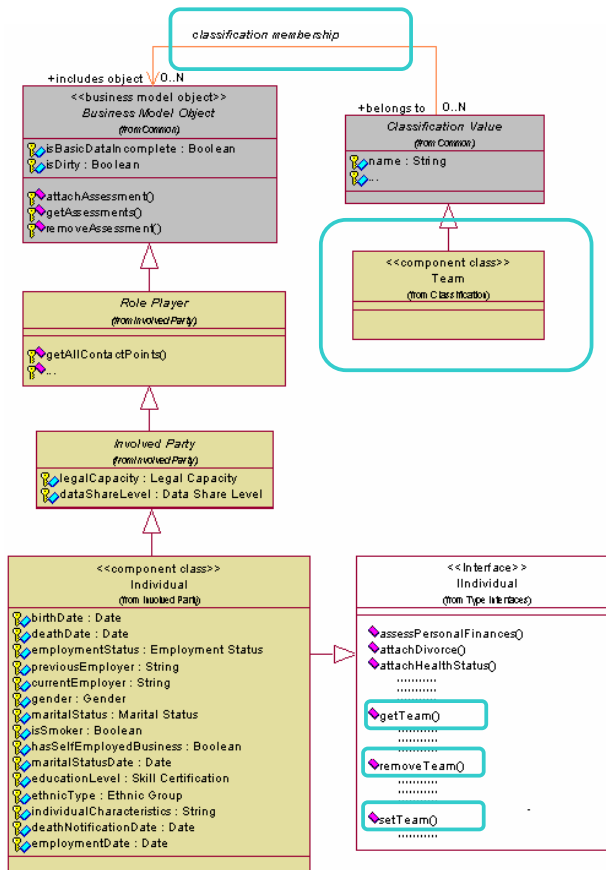 classification membership
+includes object
0..N
<<business model object>>
Business Model Object
(from Common)
isBasicDataIncomplete : Boolean
isDirty : Boolean
attachAssessment()
getAssessments()
removeAssessment()
+belongs to
0..N
Classification Value
(from Common)
name : String
...
<<component class>>
Team
(from Classification)
Role Player
(from Involved Party)
getAllContactPoints()
...
Involved Party
(from Involved Party)
legalCapacity : Legal Capacity
dataShareLevel : Data Share Level
<<component class>>
Individual
(from Involved Party)
birthDate : Date
deathDate : Date
employmentStatus : Employment Status
previousEmployer : String
currentEmployer : String
gender : Gender
maritalStatus : Marital Status
isSmoker : Boolean
hasSelfEmployedBusiness : Boolean
maritalStatusDate : Date
educationLevel : Skill Certification
ethnicType : Ethnic Group
individualCharacteristics : String
deathNotificationDate : Date
employmentDate : Date
<<Interface>>
IIndividual
(from Type Interfaces)
assessPersonalFinances()
attachDivorce()
attachHealthStatus()
...........
...........
getTeam()
...........
...........
removeTeam()
...........
...........
setTeam()
...........